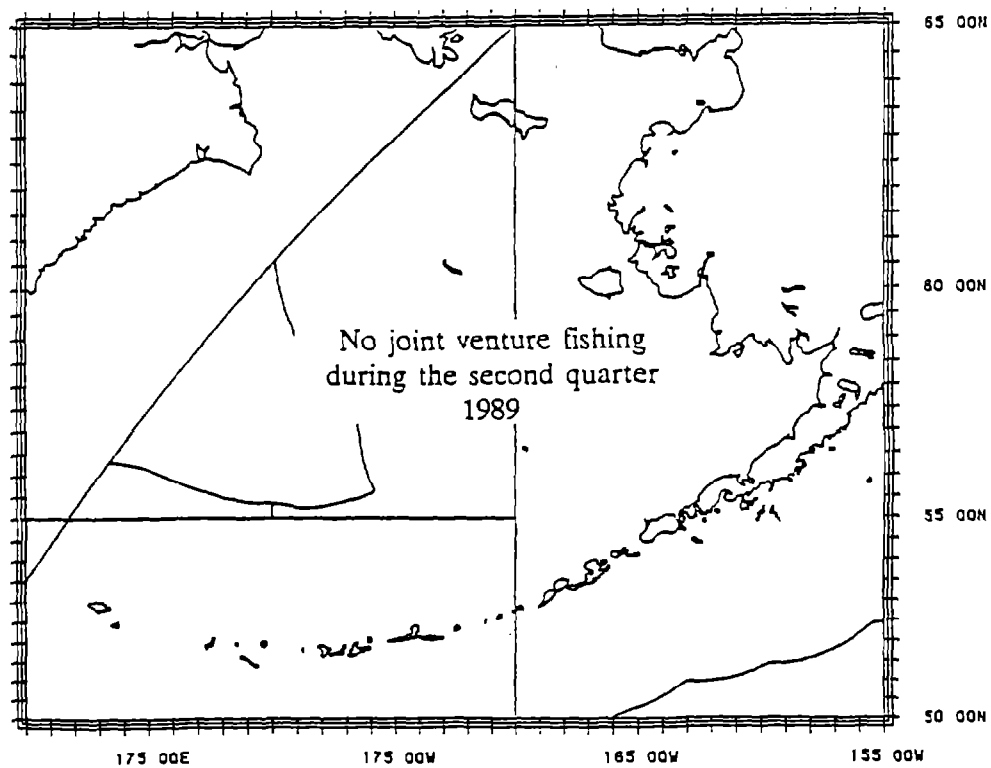 65 00N
60 00N
No joint venture fishing
during the second quarter
1989
55 00N
50 00N
175 00E
175 00W
165 00W
155 00W